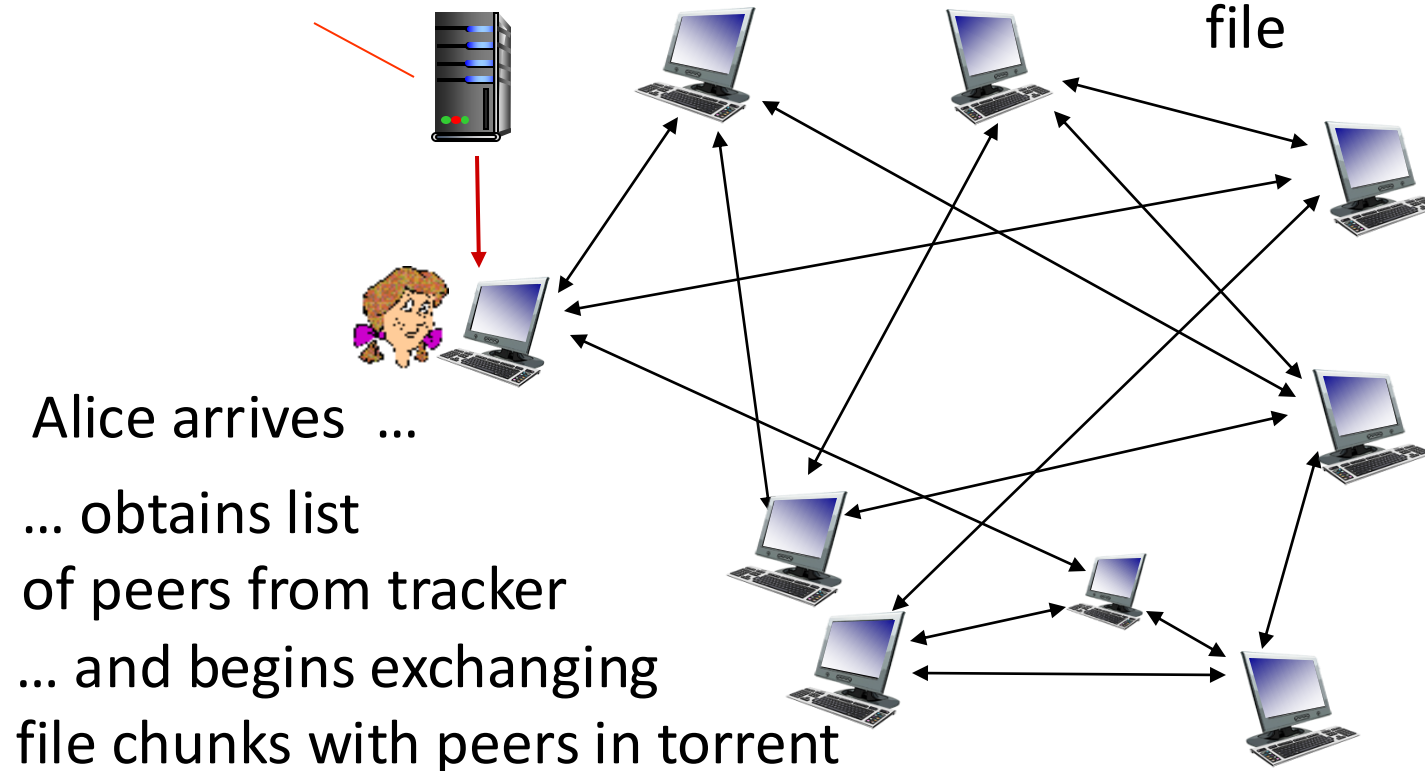 file
Alice arrives …
… obtains list
of peers from tracker
… and begins exchanging
file chunks with peers in torrent